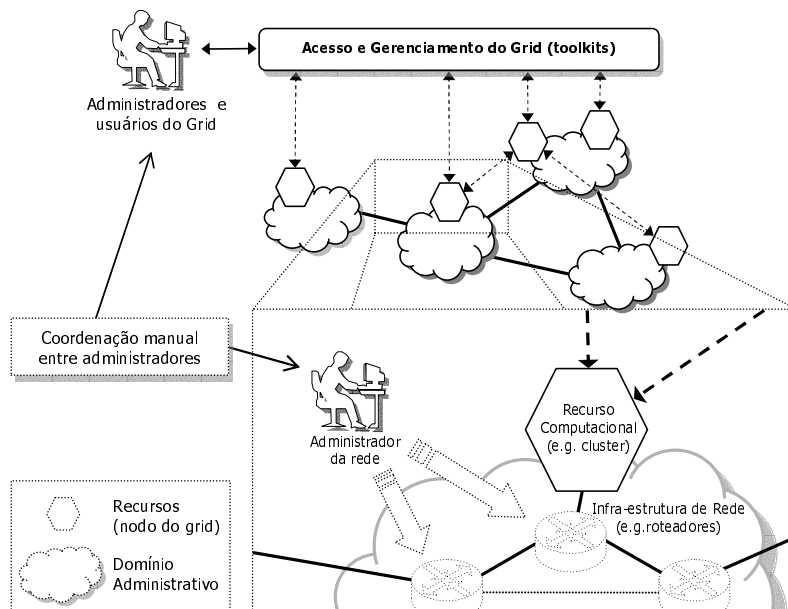 Acesso e Gerenciamento do Grid (toolkits)
Administradores e
usuários do Grid
Coordenação manual
entre administradores
Administrador
da rede
Recurso
Computacional
(e.g. cluster)
Infra-estrutura de Rede
(e.g.roteadores)
Recursos
(nodo do grid)
Domínio
Administrativo